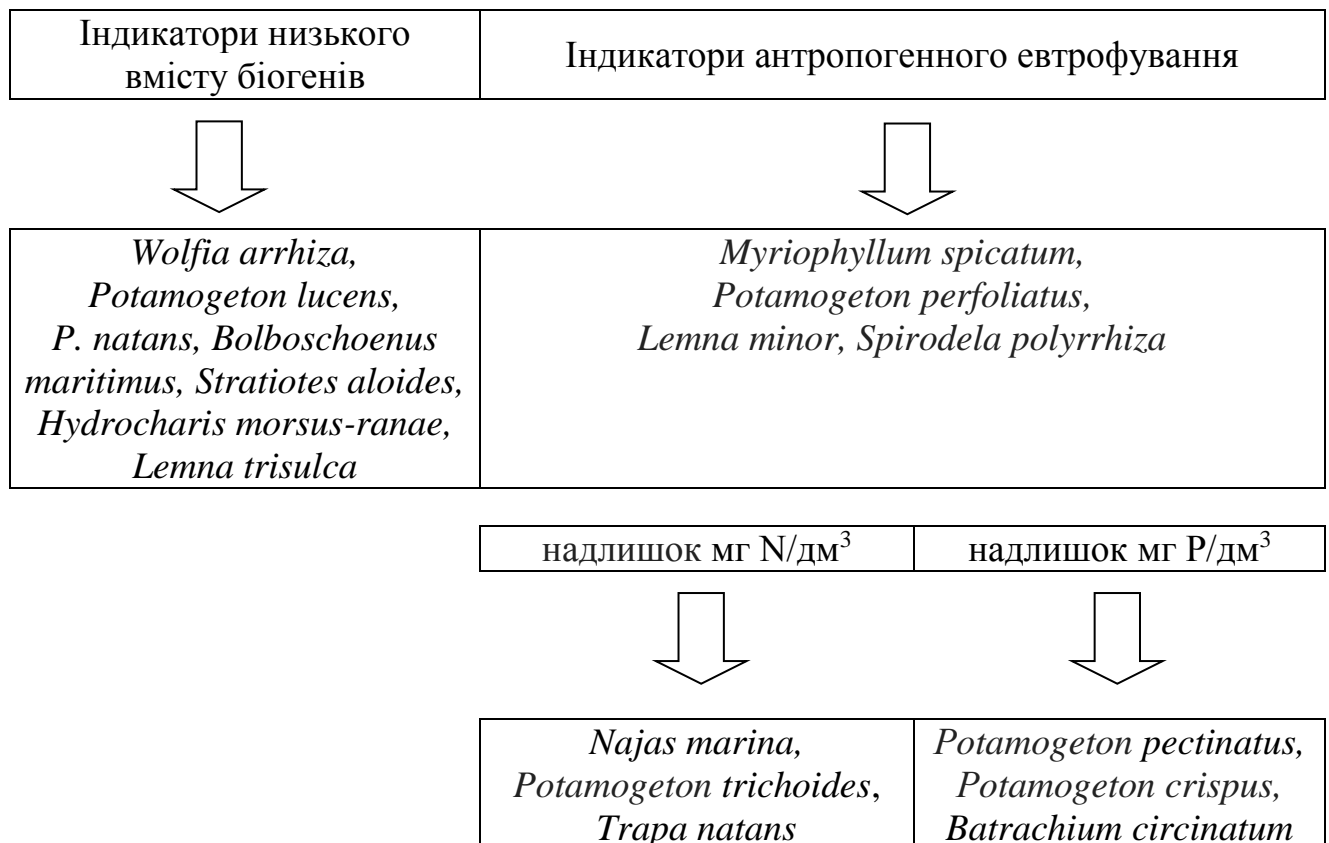 Індикатори низького
вмісту біогенів
Індикатори антропогенного евтрофування
Wolfia arrhiza,
Potamogeton lucens,
P. natans, Bolboschoenus
maritimus, Stratiotes aloides,
Hydrocharis morsus-ranae,
Lemna trisulca
Myriophyllum spicatum,
Potamogeton perfoliatus,
Lemna minor, Spirodela polyrrhiza
надлишок мг N/дм³
надлишок мг P/дм³
Najas marina,
Potamogeton trichoides,
Trapa natans
Potamogeton pectinatus,
Potamogeton crispus,
Batrachium circinatum